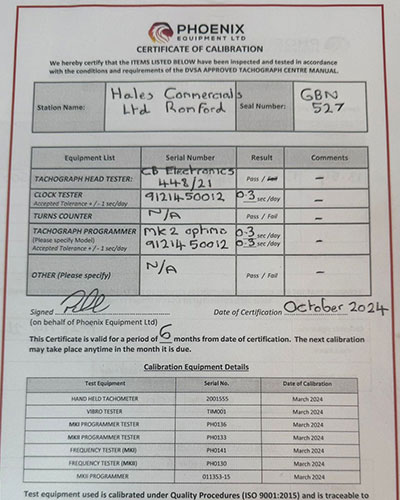 PHOENIX
EQUIPMENT LTD
CERTIFICATE OF CALIBRATION
We hereby certify that the ITEMS LISTED BELOW have been inspected and tested in accordance
with the conditions and requirements of the DVSA APPROVED TACHOGRAPH CENTRE MANUAL.
Station Name: Hales Commercials Ltd Romford Seal Number: GBN 527
Equipment List Serial Number Result Comments
TACHOGRAPH HEAD TESTER: CB Electronics 448/21 Pass / Fail –
CLOCK TESTER 9121450012 0-3 sec/day –
Accepted Tolerance + / - 1 sec/day
TURNS COUNTER N/A Pass / Fail –
TACHOGRAPH PROGRAMMER MK2 optimo 0-3 sec/day
(Please specify Model) 9121450012 0-3 sec/day –
Accepted Tolerance + / - 1 sec/day
OTHER (Please specify) N/A Pass / Fail –
Signed Date of Certification October 2024
(on behalf of Phoenix Equipment Ltd)
This Certificate is valid for a period of 6 months from date of certification. The next calibration
may take place anytime in the month it is due.
Calibration Equipment Details
Test Equipment Serial No. Date of Calibration
HAND HELD TACHOMETER 2001555 March 2024
VIBRO TESTER TIM001 March 2024
MKII PROGRAMMER TESTER PH0136 March 2024
MKII PROGRAMMER TESTER PH0133 March 2024
FREQUENCY TESTER (MKII) PH0141 March 2024
FREQUENCY TESTER (MKII) PH0130 March 2024
MKII PROGRAMMER 011353-15 March 2024
Test equipment used is calibrated under Quality Procedures (ISO 9001:2015) and is traceable to